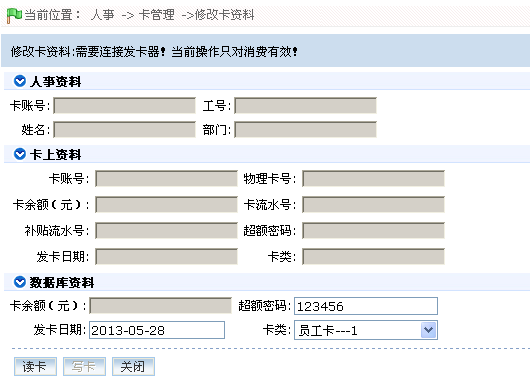 当前位置： 人事 -> 卡管理 ->修改卡资料
修改卡资料:需要连接发卡器! 当前操作只对消费有效!
人事资料
卡账号: 工号:
姓名: 部门:
卡上资料
卡账号: 物理卡号:
卡余额(元): 卡流水号:
补贴流水号: 超额密码:
发卡日期: 卡类:
数据库资料
卡余额(元): 超额密码: 123456
发卡日期: 2013-05-28 卡类: 员工卡---1
读卡 写卡 关闭